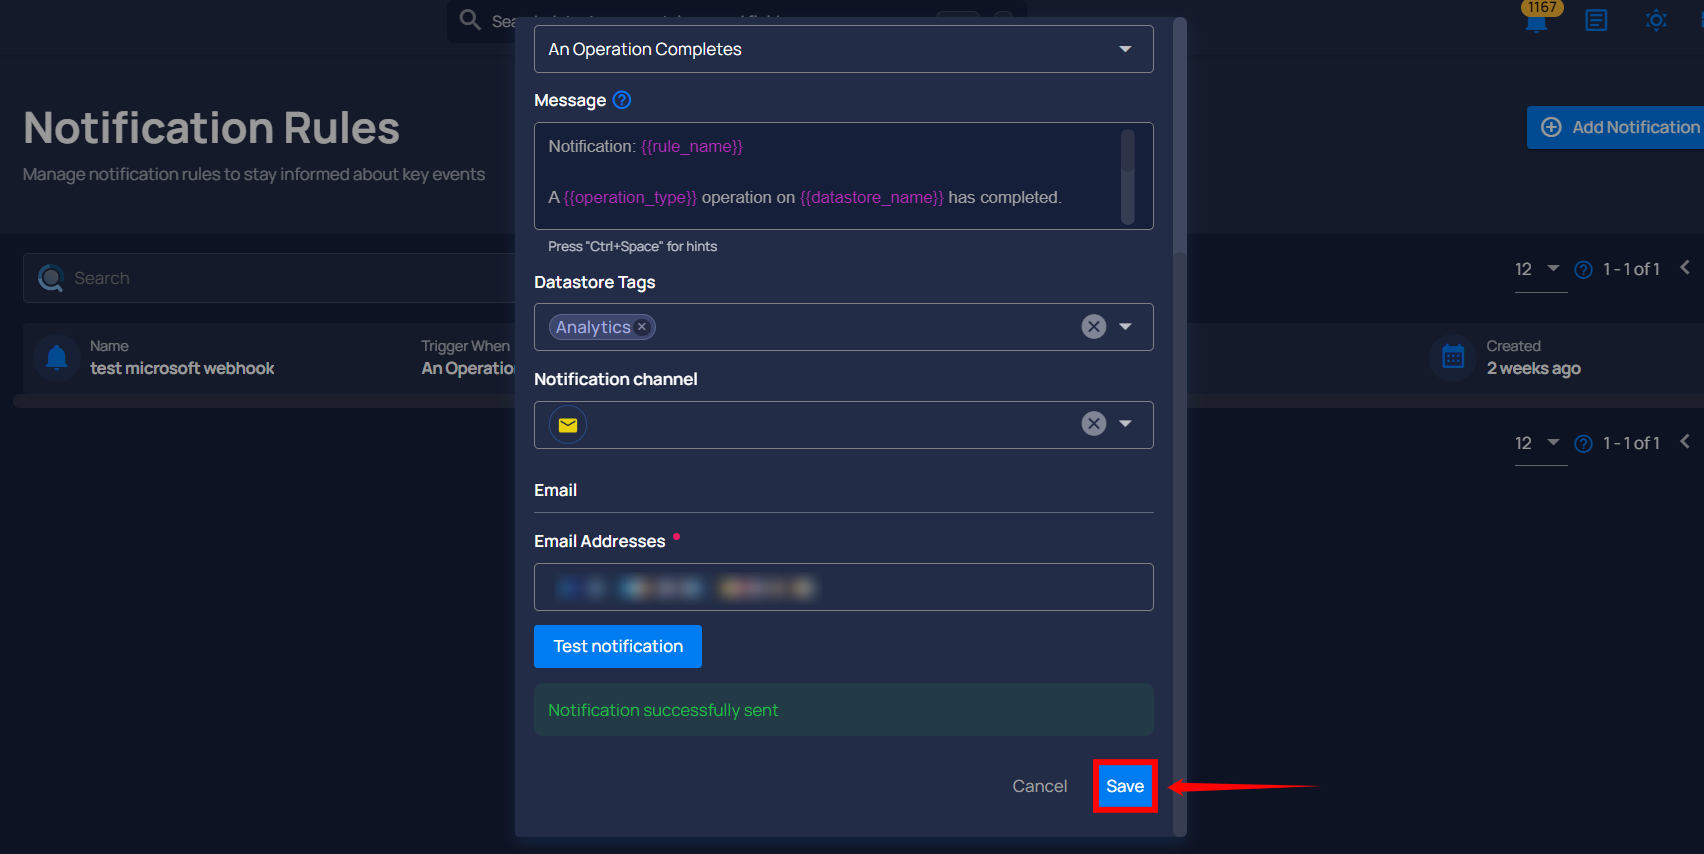 1167
An Operation Completes
Notification Rules
Manage notification rules to stay informed about key events
Add Notification
Message
Notification: {{rule_name}}
A {{operation_type}} operation on {{datastore_name}} has completed.
Press "Ctrl+Space" for hints
Search
12
1 - 1 of 1
Datastore Tags
Analytics
Name
test microsoft webhook
Trigger When
Created
2 weeks ago
An Operation
Notification channel
12
1 - 1 of 1
Email
Email Addresses
Test notification
Notification successfully sent
Cancel
Save